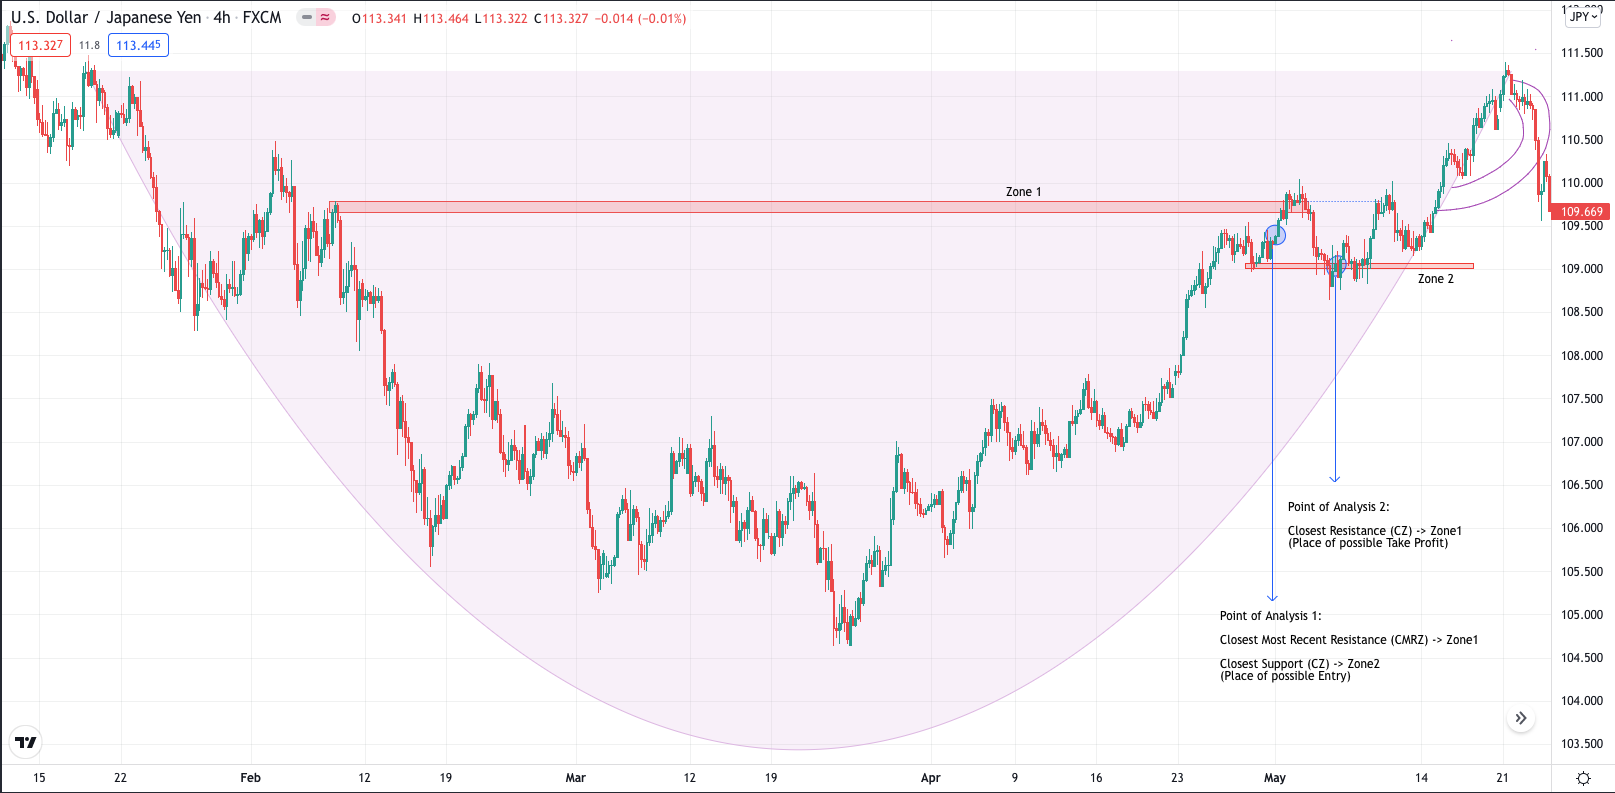 U.S. Dollar / Japanese Yen · 4h · FXCM O113.341 H113.464 L113.322 C113.327 −0.014 (−0.01%)
JPY
113.327 11.8 113.445
111.500
111.000
110.500
110.000
Zone 1
109.669
109.500
109.000
Zone 2
108.500
108.000
107.500
107.000
106.500
Point of Analysis 2:
Closest Resistance (CZ) -> Zone1
(Place of possible Take Profit)
106.000
105.500
105.000
Point of Analysis 1:
Closest Most Recent Resistance (CMRZ) -> Zone1
Closest Support (CZ) -> Zone2
(Place of possible Entry)
104.500
104.000
103.500
15 22 Feb 12 19 Mar 12 19 Apr 9 16 23 May 14 21